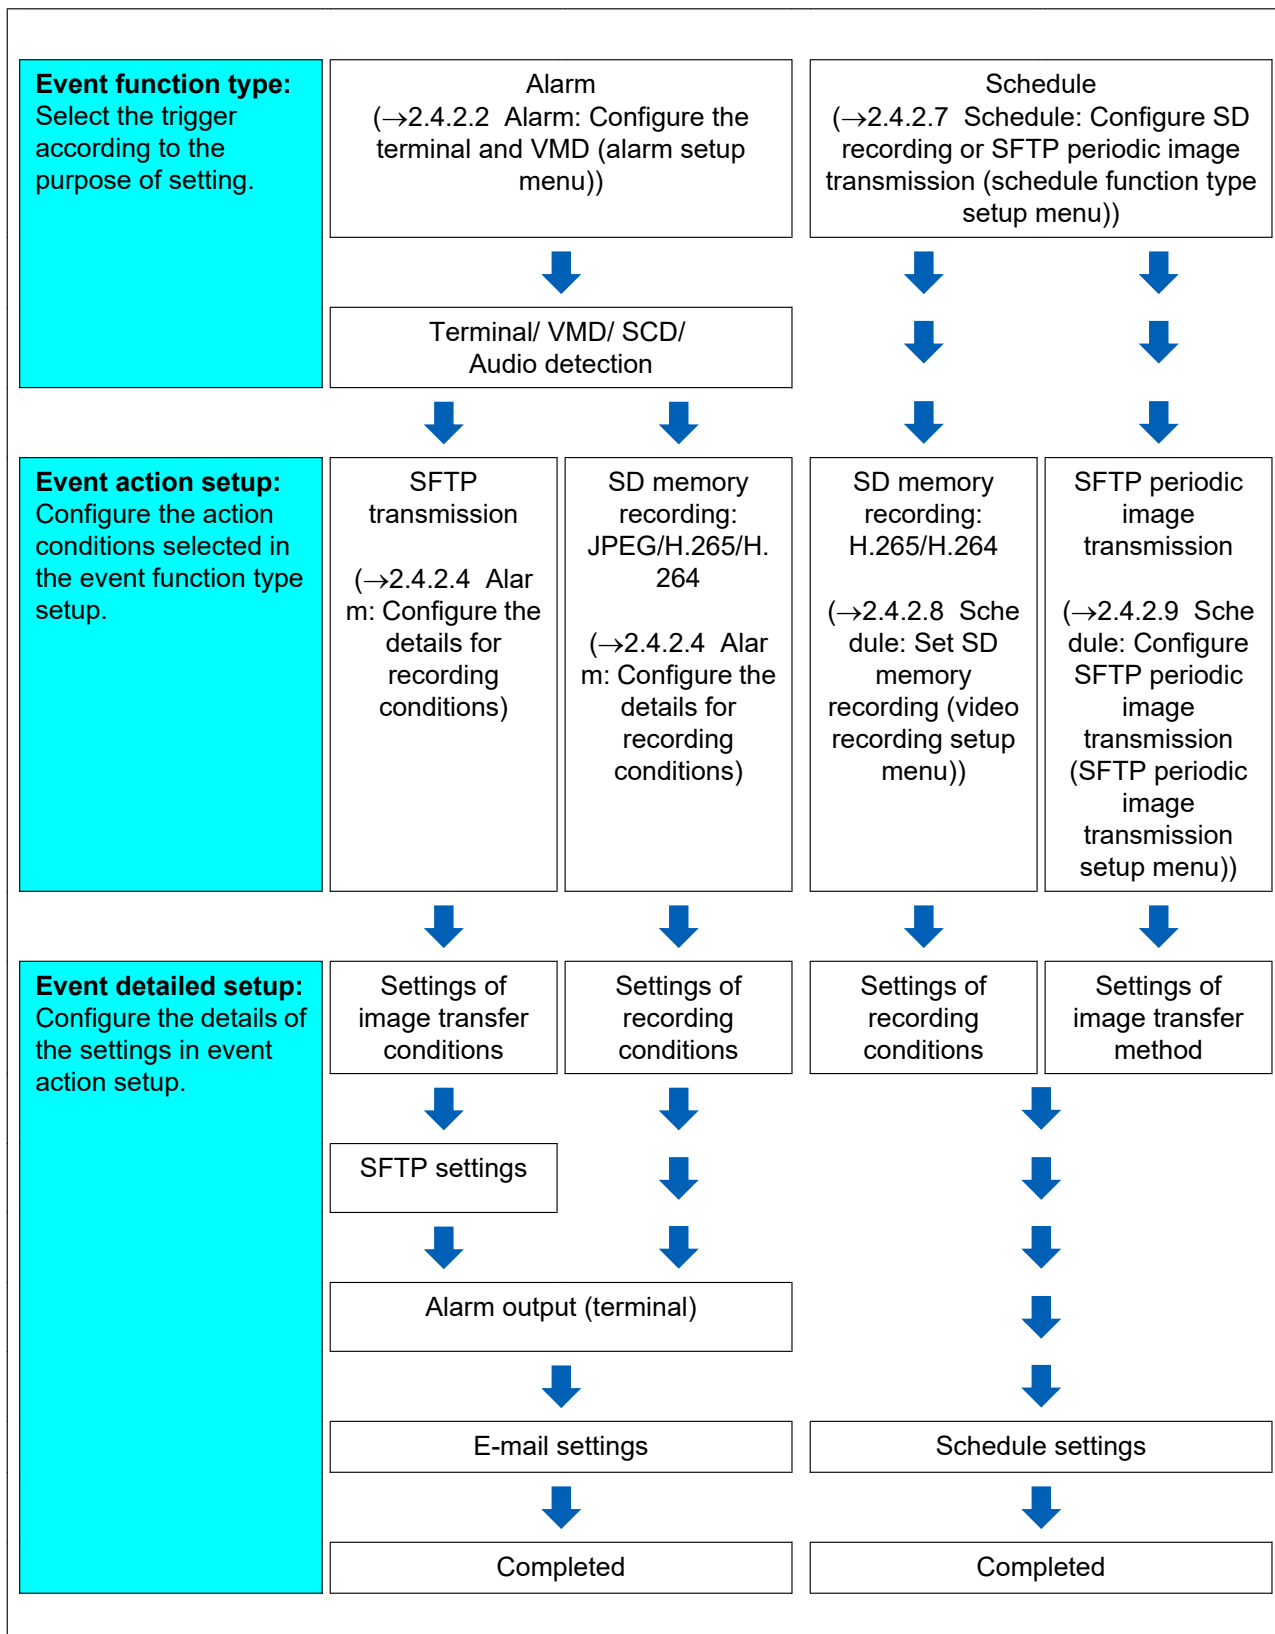 Event function type:
Select the trigger
according to the
purpose of setting.
Alarm
(→2.4.2.2  Alarm: Configure the
terminal and VMD (alarm setup
menu))
Schedule
(→2.4.2.7  Schedule: Configure SD
recording or SFTP periodic image
transmission (schedule function type
setup menu))
Terminal/ VMD/ SCD/
Audio detection
Event action setup:
Configure the action
conditions selected in
the event function type
setup.
SFTP
transmission
(→2.4.2.4  Alar
m: Configure the
details for
recording
conditions)
SD memory
recording:
JPEG/H.265/H.
264
(→2.4.2.4  Alar
m: Configure the
details for
recording
conditions)
SD memory
recording:
H.265/H.264
(→2.4.2.8  Sche
dule: Set SD
memory
recording (video
recording setup
menu))
SFTP periodic
image
transmission
(→2.4.2.9  Sche
dule: Configure
SFTP periodic
image
transmission
(SFTP periodic
image
transmission
setup menu))
Event detailed setup:
Configure the details of
the settings in event
action setup.
Settings of
image transfer
conditions
Settings of
recording
conditions
Settings of
recording
conditions
Settings of
image transfer
method
SFTP settings
Alarm output (terminal)
E-mail settings
Schedule settings
Completed
Completed